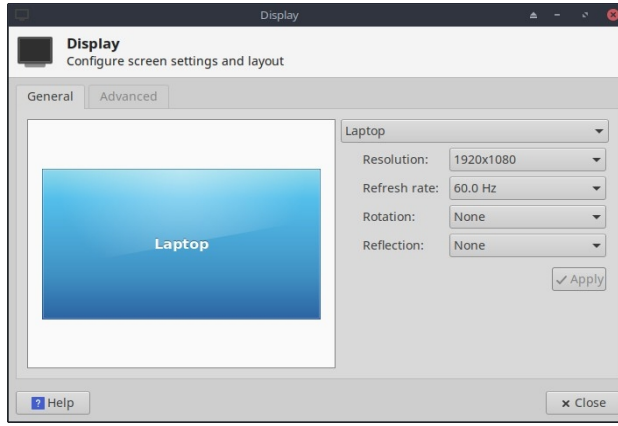 Display
Display
Configure screen settings and layout
General Advanced
Laptop
Laptop
Resolution: 1920x1080
Refresh rate: 60.0 Hz
Rotation: None
Reflection: None
Apply
? Help
Close